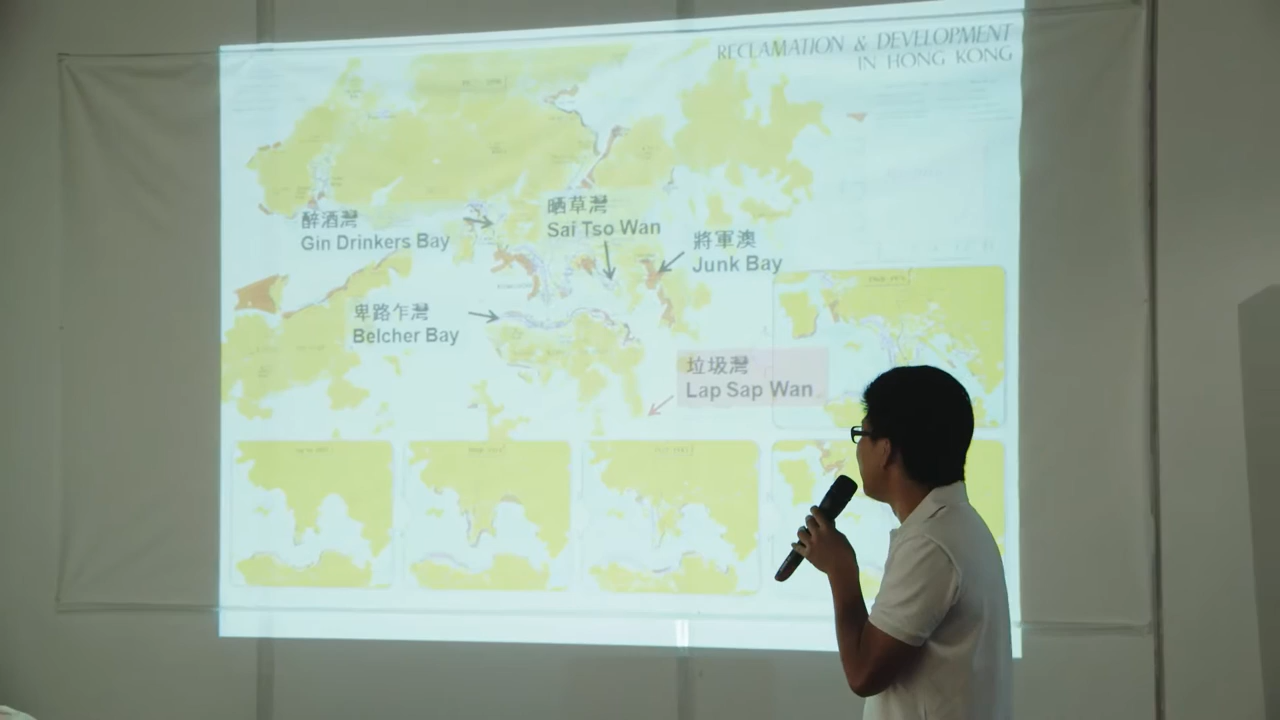 RECLAMATION & DEVELOPMENT
IN HONG KONG
醉酒灣
Gin Drinkers Bay
晒草灣
Sai Tso Wan
將軍澳
Junk Bay
卑路乍灣
Belcher Bay
垃圾灣
Lap Sap Wan